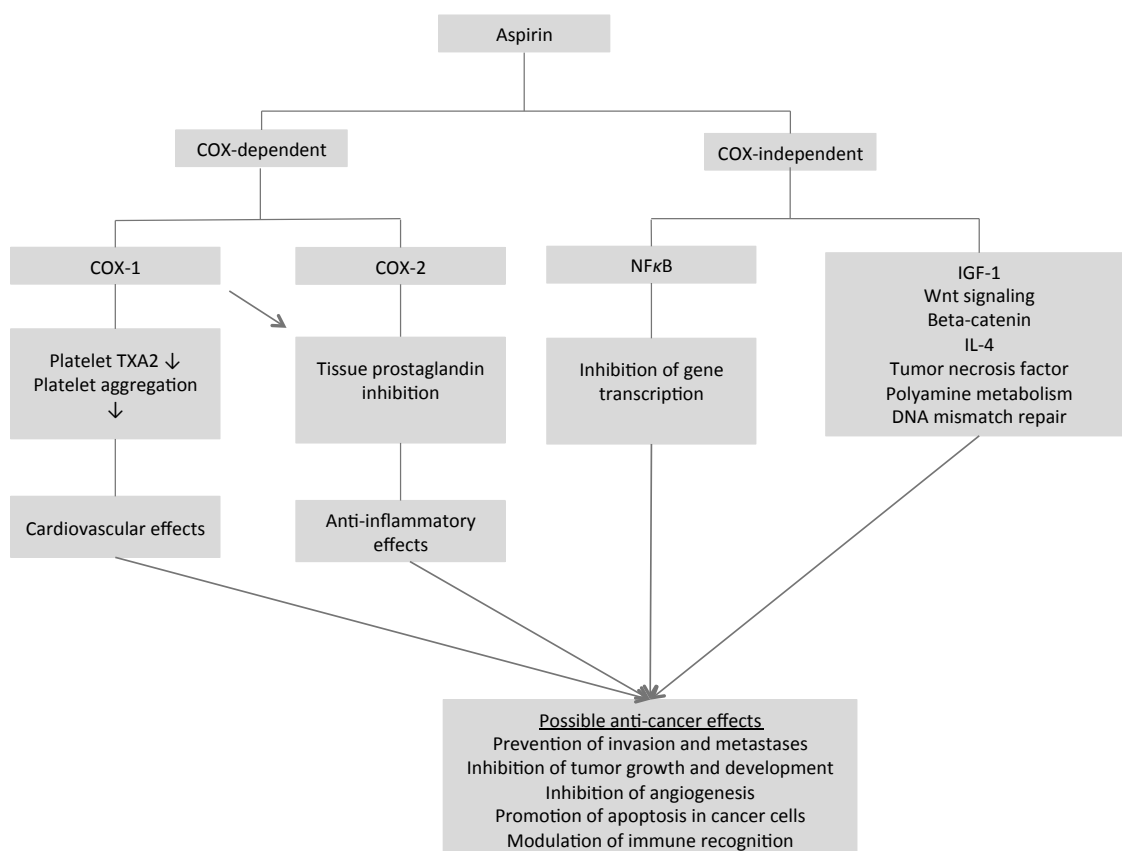 Aspirin
COX-dependent
COX-independent
COX-1
COX-2
NFκB
IGF-1
Wnt signaling
Beta-catenin
IL-4
Tumor necrosis factor
Polyamine metabolism
DNA mismatch repair
Platelet TXA2 ↓
Platelet aggregation
↓
Tissue prostaglandin
inhibition
Inhibition of gene
transcription
Cardiovascular effects
Anti-inflammatory
effects
Possible anti-cancer effects
Prevention of invasion and metastases
Inhibition of tumor growth and development
Inhibition of angiogenesis
Promotion of apoptosis in cancer cells
Modulation of immune recognition